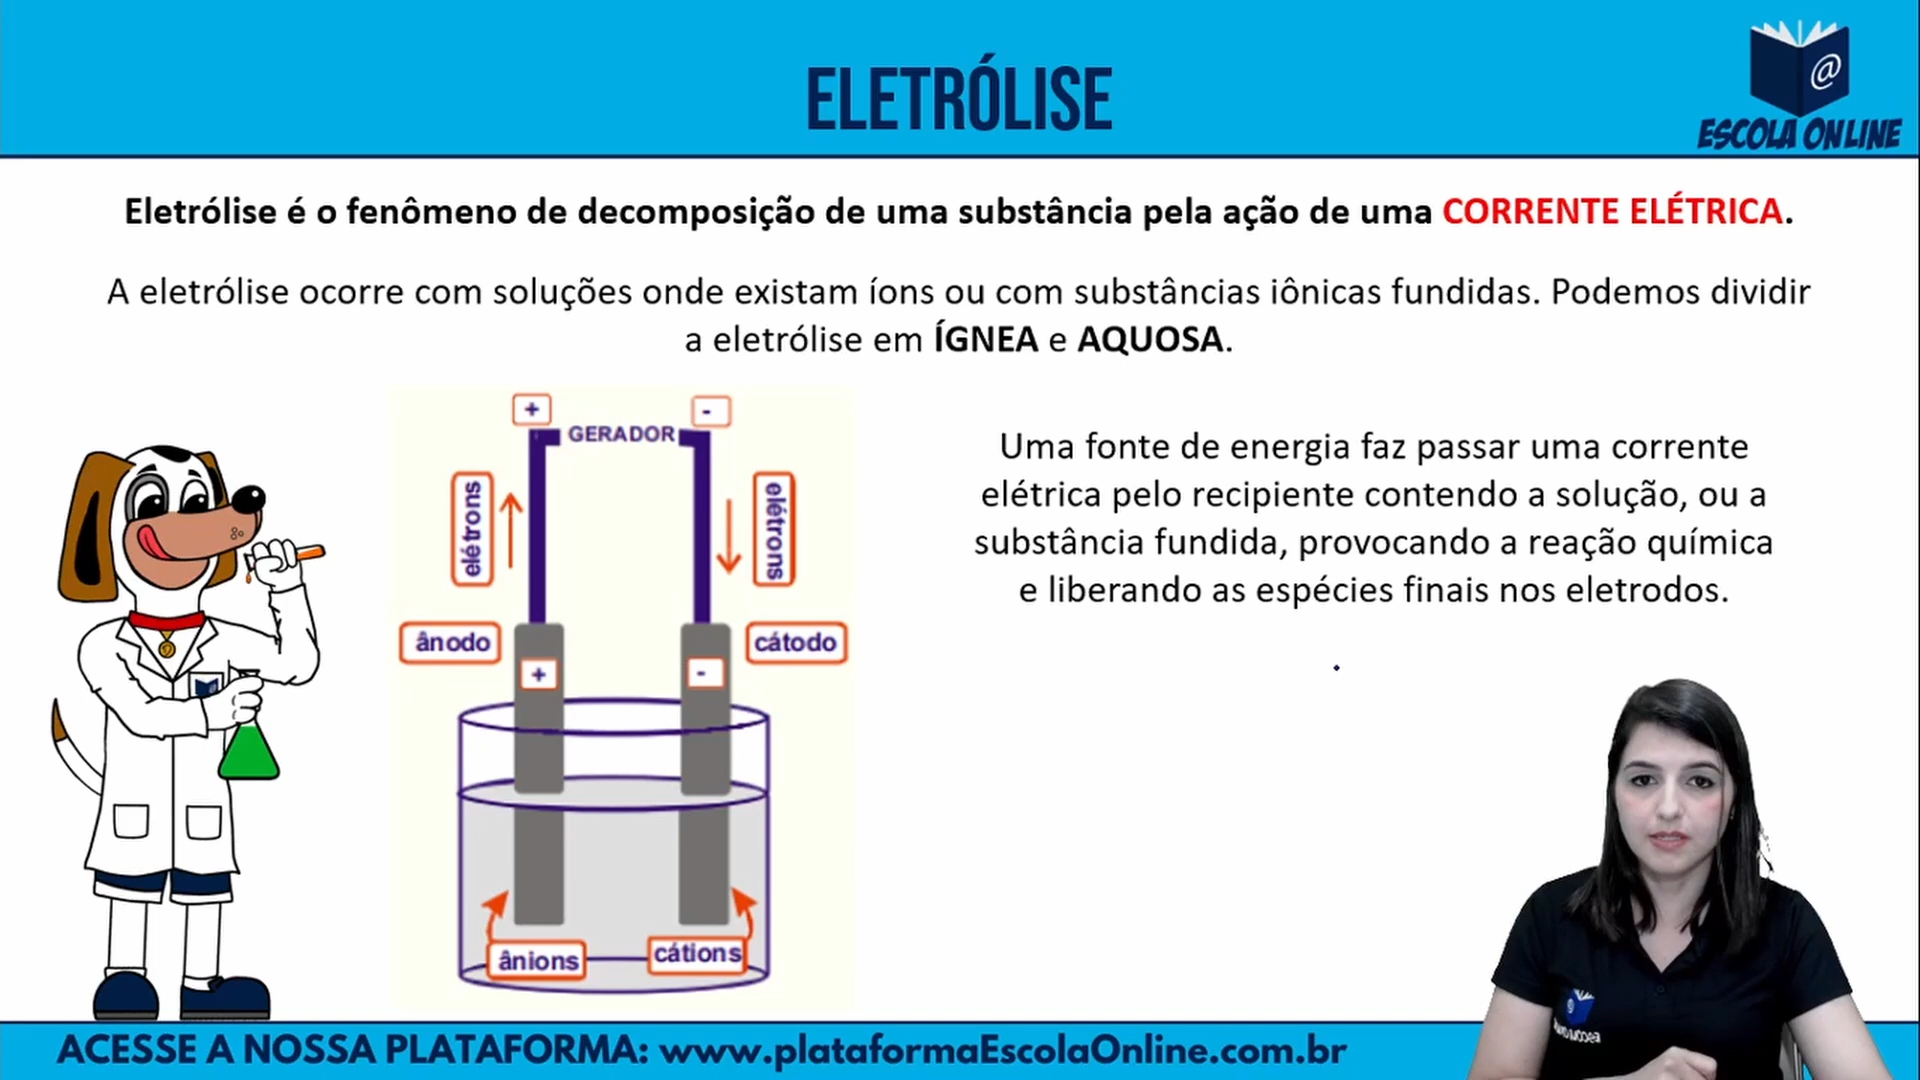 ELETRÓLISE
@
ESCOLA ONLINE
Eletrólise é o fenômeno de decomposição de uma substância pela ação de uma CORRENTE ELÉTRICA.
A eletrólise ocorre com soluções onde existam íons ou com substâncias iônicas fundidas. Podemos dividir
a eletrólise em ÍGNEA e AQUOSA.
+
-
GERADOR
elétrons
elétrons
ânodo
cátodo
+
-
ânions
cátions
Uma fonte de energia faz passar uma corrente
elétrica pelo recipiente contendo a solução, ou a
substância fundida, provocando a reação química
e liberando as espécies finais nos eletrodos.
ACESSE A NOSSA PLATAFORMA: www.plataformaEscolaOnline.com.br